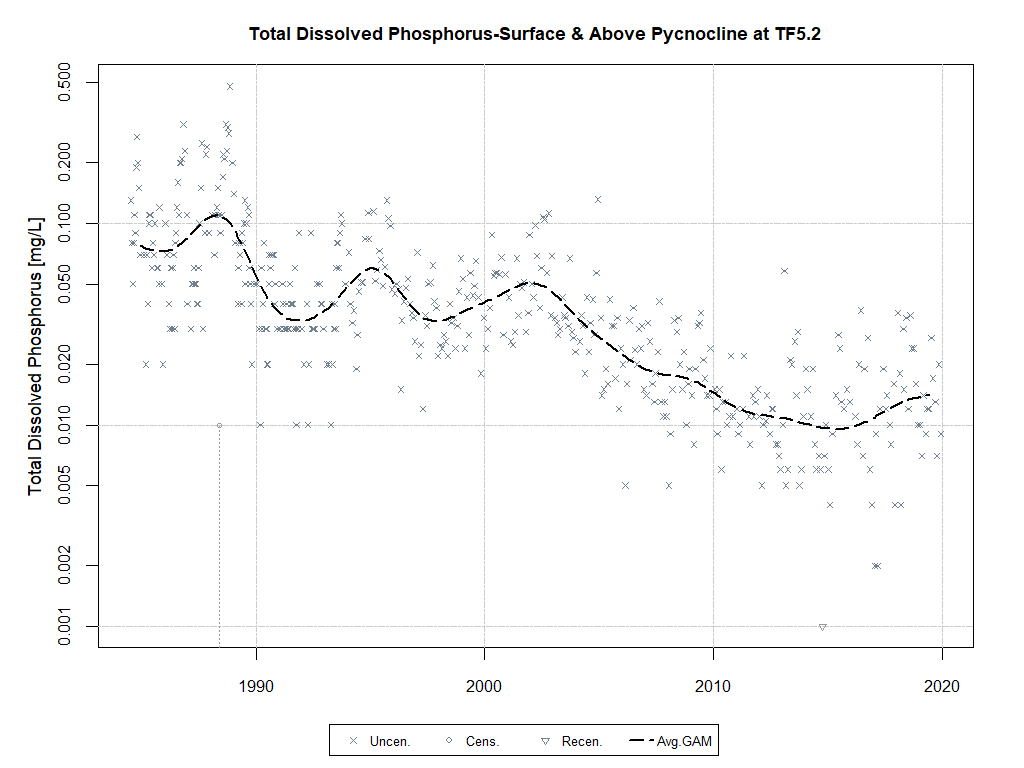 Total Dissolved Phosphorus-Surface & Above Pycnocline at TF5.2
Total Dissolved Phosphorus [mg/L]
0.500
0.200
0.100
0.050
0.020
0.010
0.005
0.002
0.001
1990 2000 2010 2020
Uncen. Cens. Recen. Avg.GAM